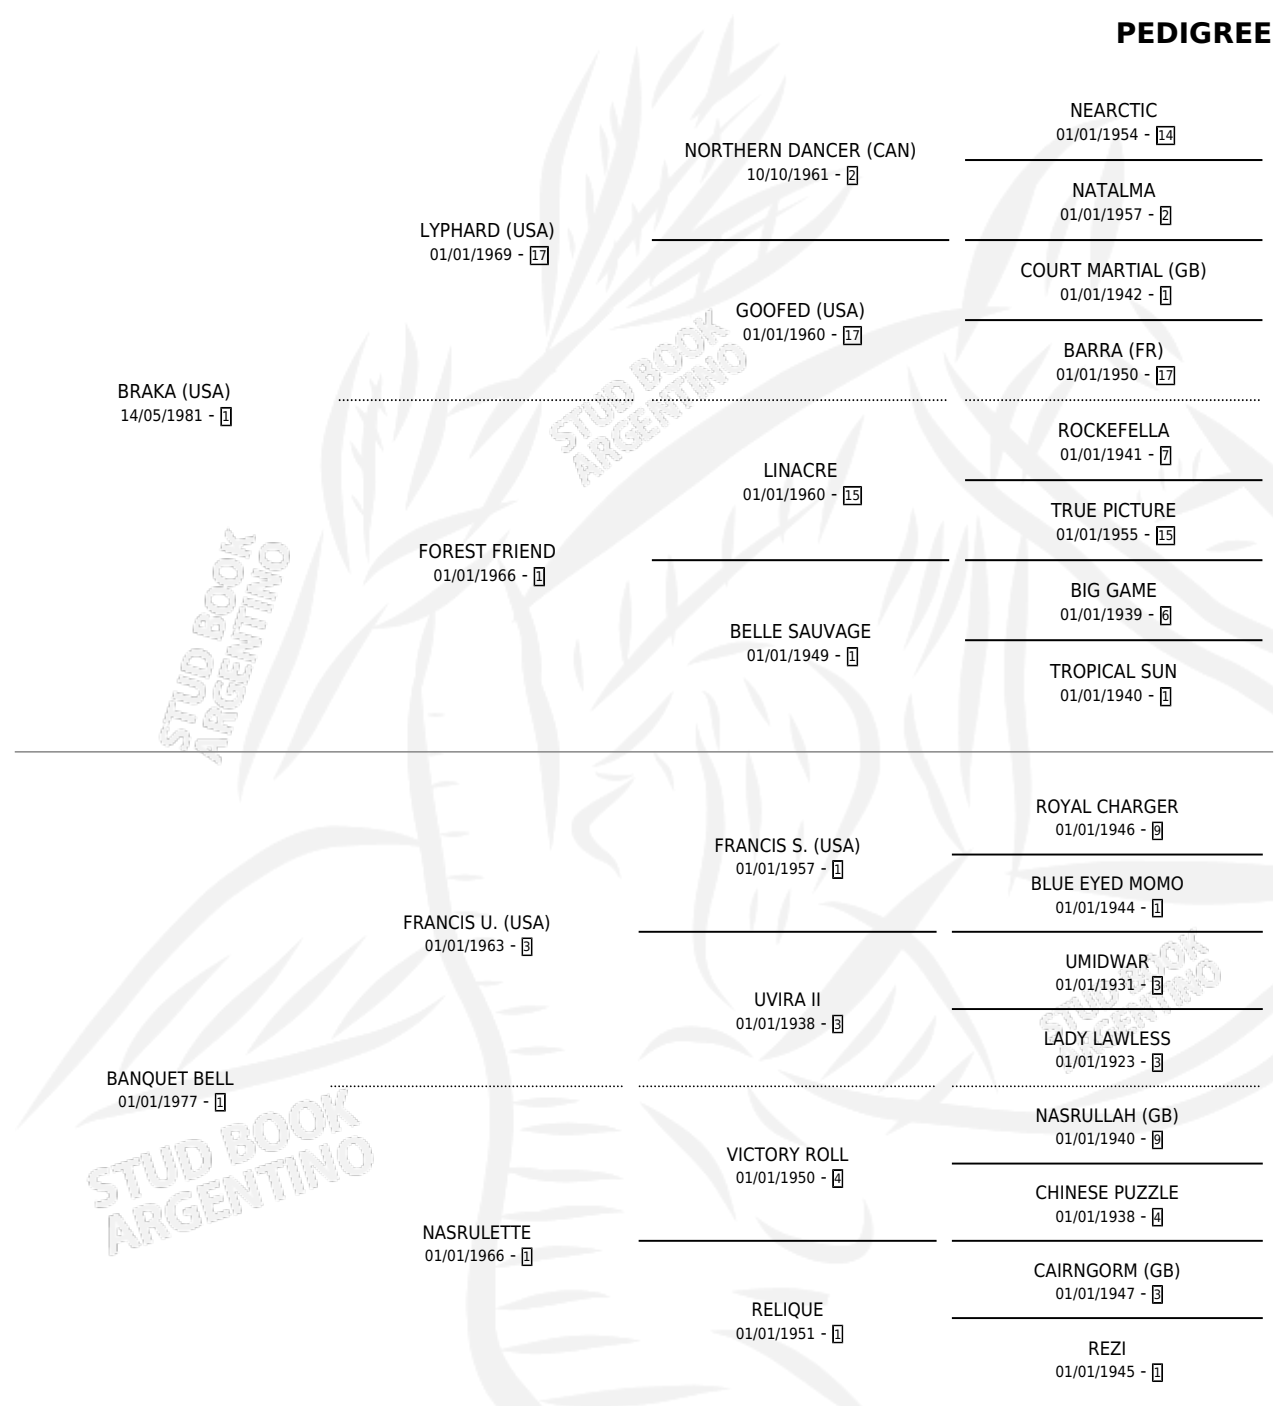 PEDIGREE
NEARCTIC
01/01/1954 - 14
NORTHERN DANCER (CAN)
10/10/1961 - 2
NATALMA
01/01/1957 - 2
LYPHARD (USA)
01/01/1969 - 17
COURT MARTIAL (GB)
01/01/1942 - 1
GOOFED (USA)
01/01/1960 - 17
BARRA (FR)
01/01/1950 - 17
BRAKA (USA)
14/05/1981 - 1
ROCKEFELLA
01/01/1941 - 7
LINACRE
01/01/1960 - 15
TRUE PICTURE
01/01/1955 - 15
FOREST FRIEND
01/01/1966 - 1
BIG GAME
01/01/1939 - 6
BELLE SAUVAGE
01/01/1949 - 1
TROPICAL SUN
01/01/1940 - 1
ROYAL CHARGER
01/01/1946 - 9
FRANCIS S. (USA)
01/01/1957 - 1
BLUE EYED MOMO
01/01/1944 - 1
FRANCIS U. (USA)
01/01/1963 - 3
UMIDWAR
01/01/1931 - 3
UVIRA II
01/01/1938 - 3
LADY LAWLESS
01/01/1923 - 3
BANQUET BELL
01/01/1977 - 1
NASRULLAH (GB)
01/01/1940 - 9
VICTORY ROLL
01/01/1950 - 4
CHINESE PUZZLE
01/01/1938 - 4
NASRULETTE
01/01/1966 - 1
CAIRNGORM (GB)
01/01/1947 - 3
RELIQUE
01/01/1951 - 1
REZI
01/01/1945 - 1
STUD BOOK
ARGENTINO
STUD BOOK
ARGENTINO
STUD BOOK
ARGENTINO
STUD BOOK
ARGENTINO